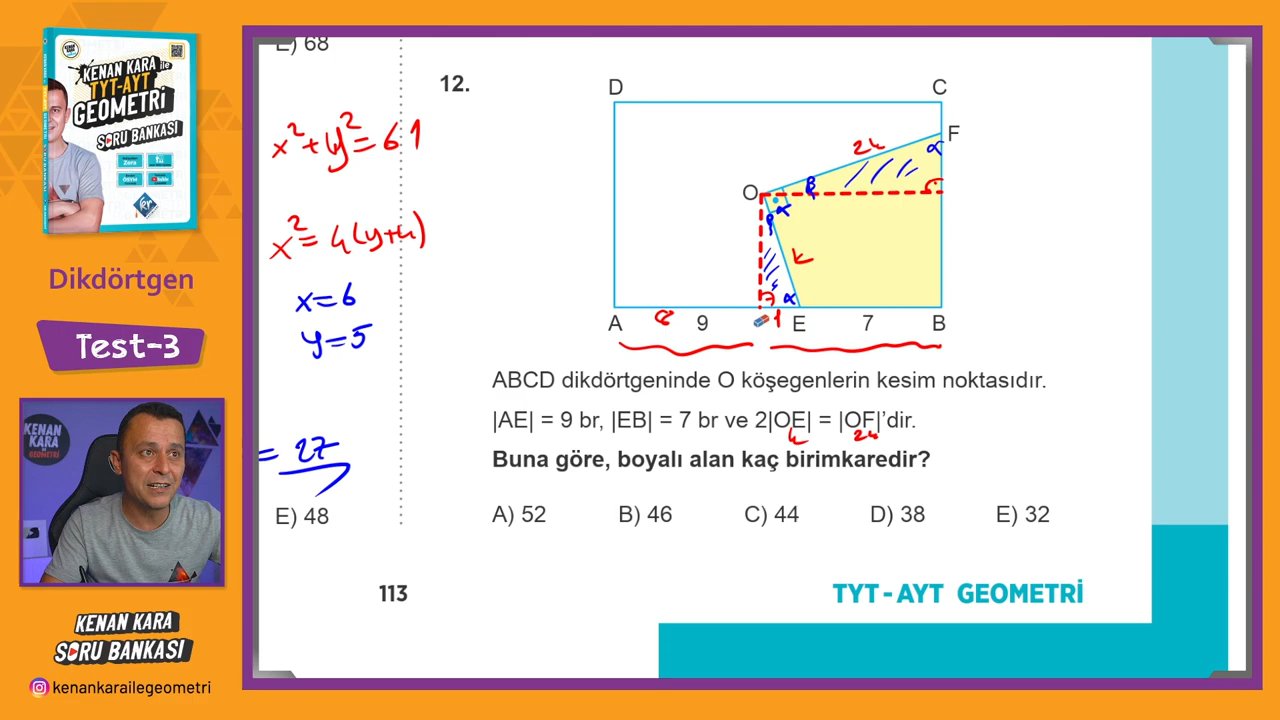 KENAN KARA ile
TYT-AYT
GEOMETRİ
SORU BANKASI
Dikdörtgen
Test-3
KENAN KARA
SORU BANKASI
kenankarailegeometri
E) 68
x²+y²=61
x²=4(y+4)
x=6
y=5
= 27
E) 48
113
12.
D
C
F
24
α
O
β
α
β
k
α
A
8
9
1
E
7
B
ABCD dikdörtgeninde O köşegenlerin kesim noktasıdır.
|AE| = 9 br, |EB| = 7 br ve 2|OE| = |OF|'dir.
Buna göre, boyalı alan kaç birimkaredir?
A) 52 B) 46 C) 44 D) 38 E) 32
TYT - AYT GEOMETRİ